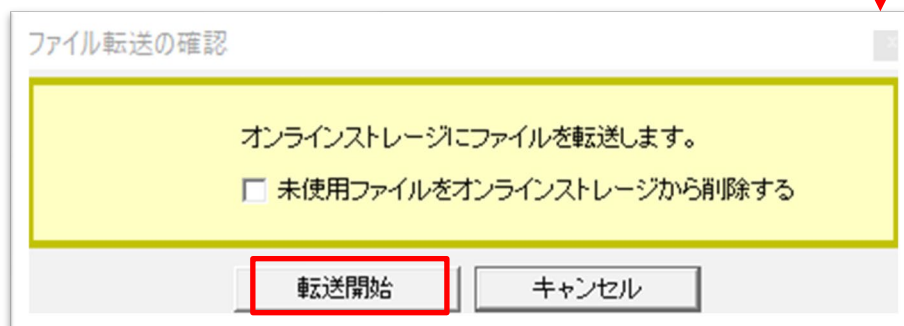 ファイル転送の確認
オンラインストレージにファイルを転送します。
未使用ファイルをオンラインストレージから削除する
転送開始
キャンセル